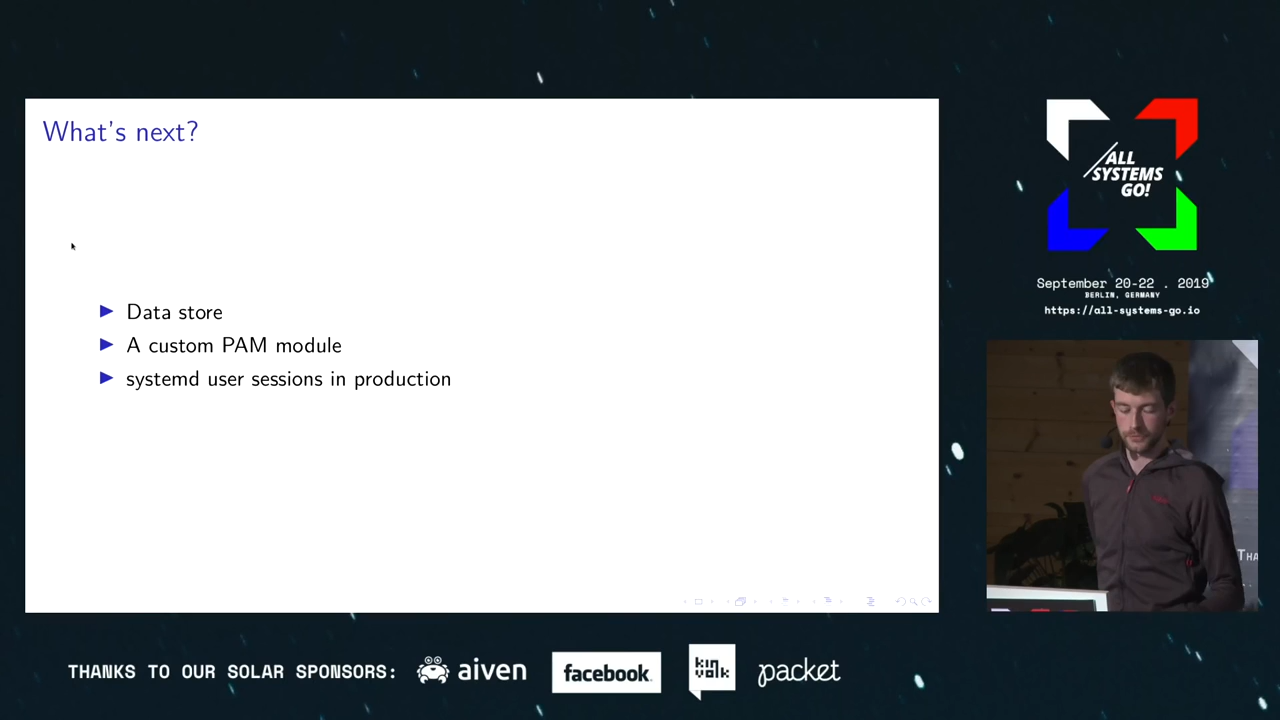 What's next?
Data store
A custom PAM module
systemd user sessions in production
ALL
SYSTEMS
GO!
September 20-22 . 2019
BERLIN, GERMANY
https://all-systems-go.io
THANKS TO OUR SOLAR SPONSORS:
aiven
facebook.
kinvolk
packet